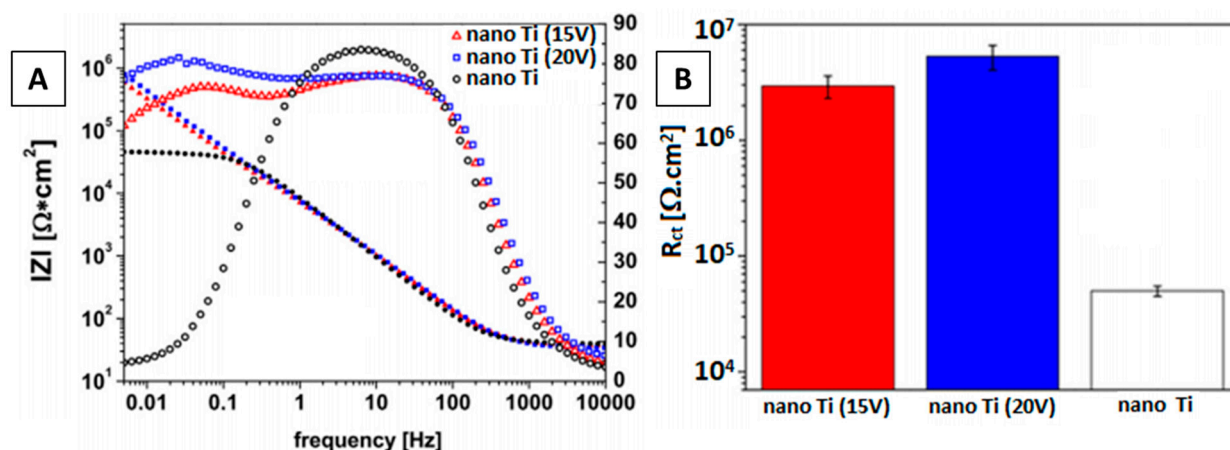 A
nano Ti (15V)
nano Ti (20V)
nano Ti
|Z| [Ω*cm²]
10⁶
10⁵
10⁴
10³
10²
10¹
90
80
70
60
50
40
30
20
10
0
0.01 0.1 1 10 100 1000 10000
frequency [Hz]
B
Rct [Ω.cm²]
10⁷
10⁶
10⁵
10⁴
nano Ti (15V) nano Ti (20V) nano Ti